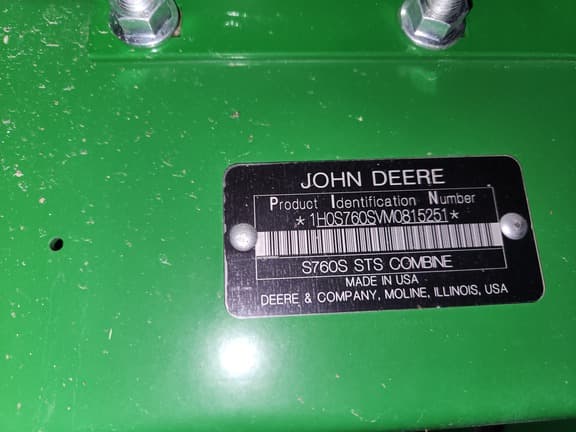 JOHN DEERE
Product Identification Number
*1H0S760SVM0815251*
S760S STS COMBINE
MADE IN USA
DEERE & COMPANY, MOLINE, ILLINOIS, USA